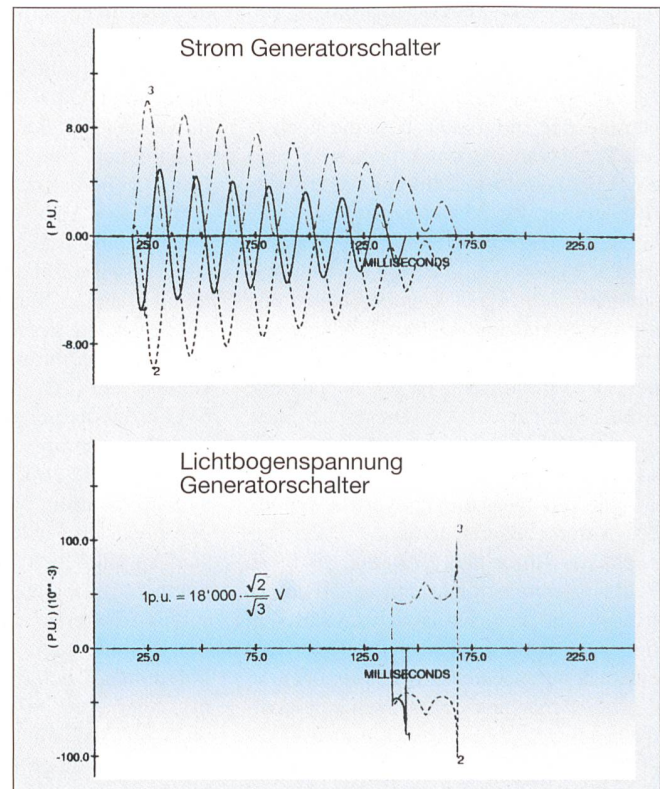 Strom Generatorschalter
3
8.00
(P.U.)
0.00
25.0 75.0 125.0 175.0 225.0
MILLISECONDS
-8.00
2
Lichtbogenspannung
Generatorschalter
100.0
3
1p.u. = 18'000 · √2/√3 V
(P.U.) (10** -3)
0.0
25.0 75.0 125.0 175.0 225.0
MILLISECONDS
-100.0
2